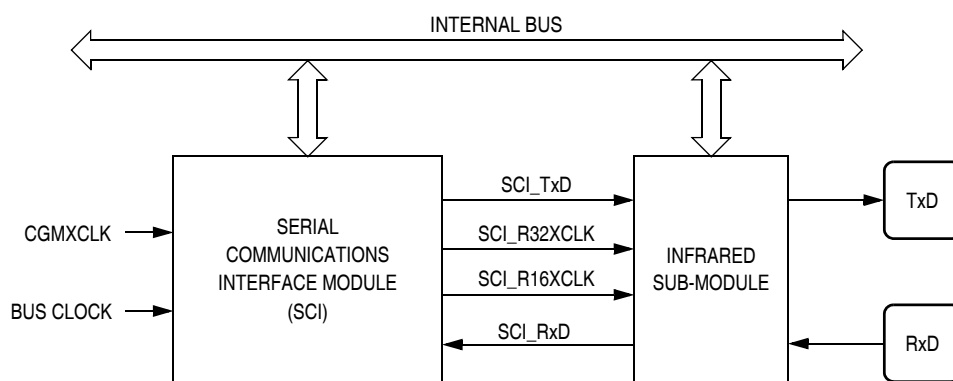 INTERNAL BUS
CGMXCLK
BUS CLOCK
SERIAL
COMMUNICATIONS
INTERFACE MODULE
(SCI)
SCI_TxD
SCI_R32XCLK
SCI_R16XCLK
SCI_RxD
INFRARED
SUB-MODULE
TxD
RxD